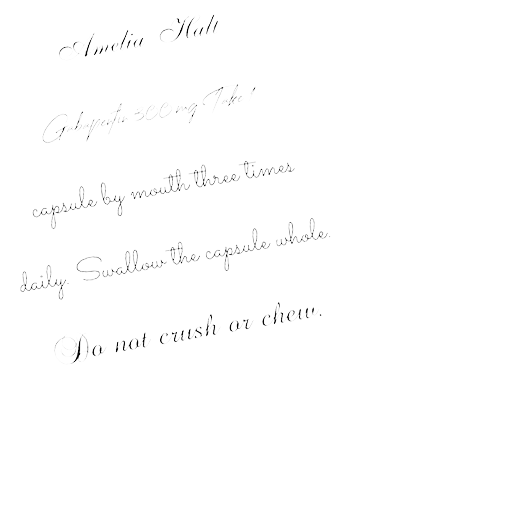 Amelia Hall
Gabapentin 300 mg Take 1
capsule by mouth three times
daily. Swallow the capsule whole.
Do not crush or chew.